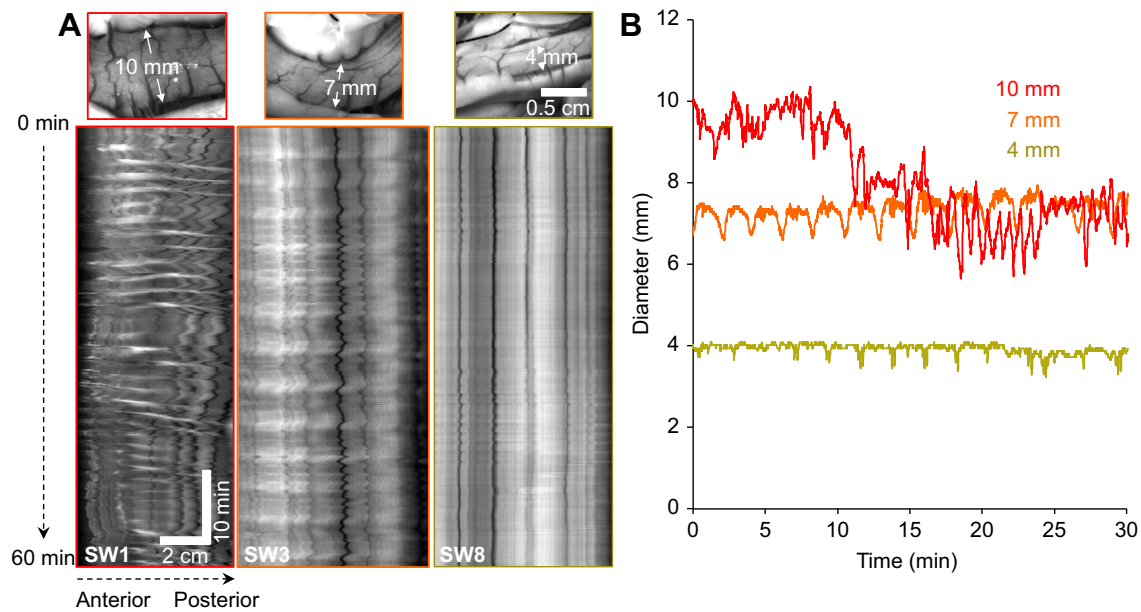 A
10 mm
7 mm
4 mm
0.5 cm
0 min
60 min
SW1
2 cm
10 min
SW3
SW8
Anterior
Posterior
B
12
10
8
6
4
2
0
Diameter (mm)
10 mm
7 mm
4 mm
0
5
10
15
20
25
30
Time (min)